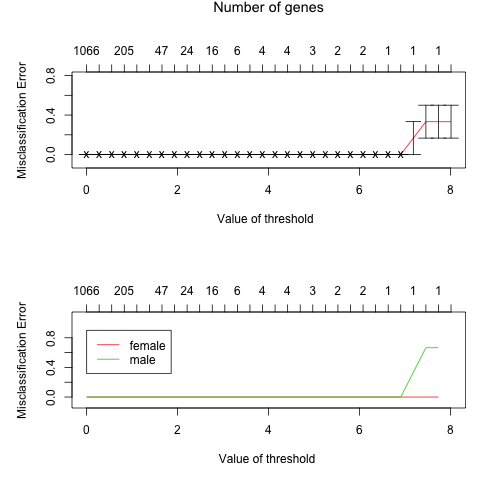 Number of genes
1066 205 47 24 16 6 4 4 3 2 2 1 1 1
Misclassification Error
0.8
0.4
0.0
0 2 4 6 8
Value of threshold
1066 205 47 24 16 6 4 4 3 2 2 1 1 1
Misclassification Error
0.8
0.4
0.0
female
male
0 2 4 6 8
Value of threshold